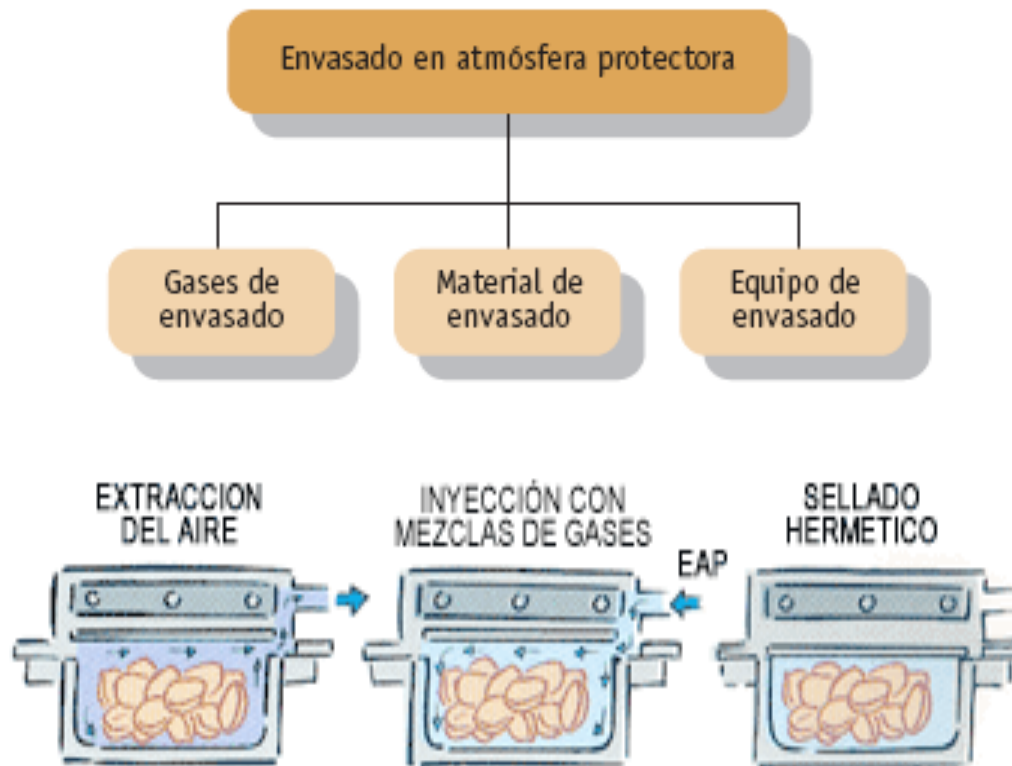 Envasado en atmósfera protectora
Gases de
envasado
Material de
envasado
Equipo de
envasado
EXTRACCION
DEL AIRE
INYECCIÓN CON
MEZCLAS DE GASES
EAP
SELLADO
HERMETICO